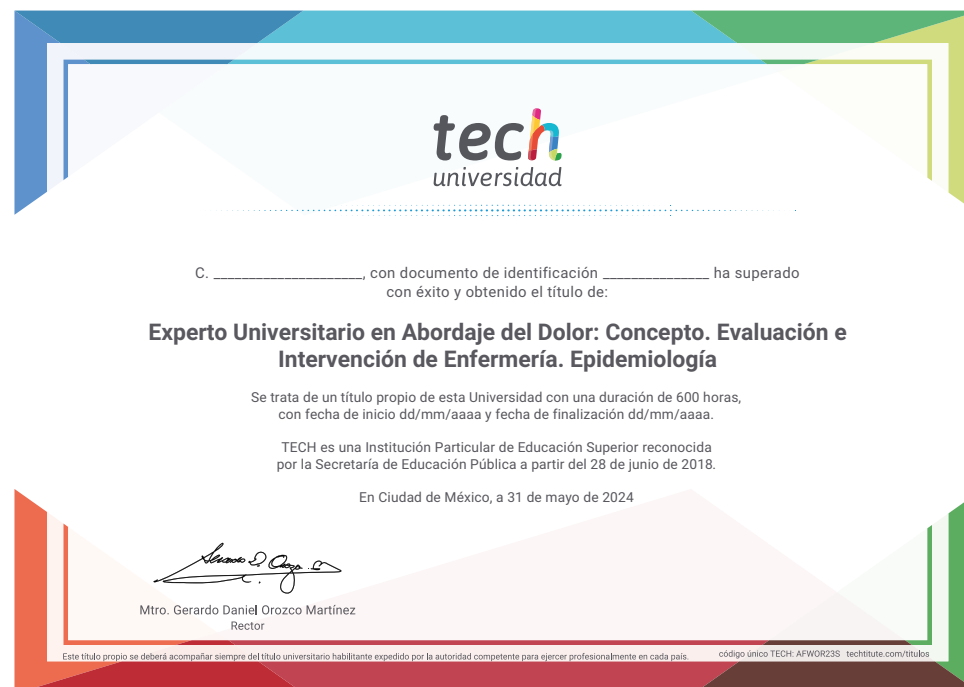 tech
universidad
C. _____________________, con documento de identificación _______________ ha superado
con éxito y obtenido el título de:
Experto Universitario en Abordaje del Dolor: Concepto. Evaluación e
Intervención de Enfermería. Epidemiología
Se trata de un título propio de esta Universidad con una duración de 600 horas,
con fecha de inicio dd/mm/aaaa y fecha de finalización dd/mm/aaaa.
TECH es una Institución Particular de Educación Superior reconocida
por la Secretaría de Educación Pública a partir del 28 de junio de 2018.
En Ciudad de México, a 31 de mayo de 2024
Mtro. Gerardo Daniel Orozco Martínez
Rector
Este título propio se deberá acompañar siempre del título universitario habilitante expedido por la autoridad competente para ejercer profesionalmente en cada país.
código único TECH: AFWOR23S techtitute.com/titulos